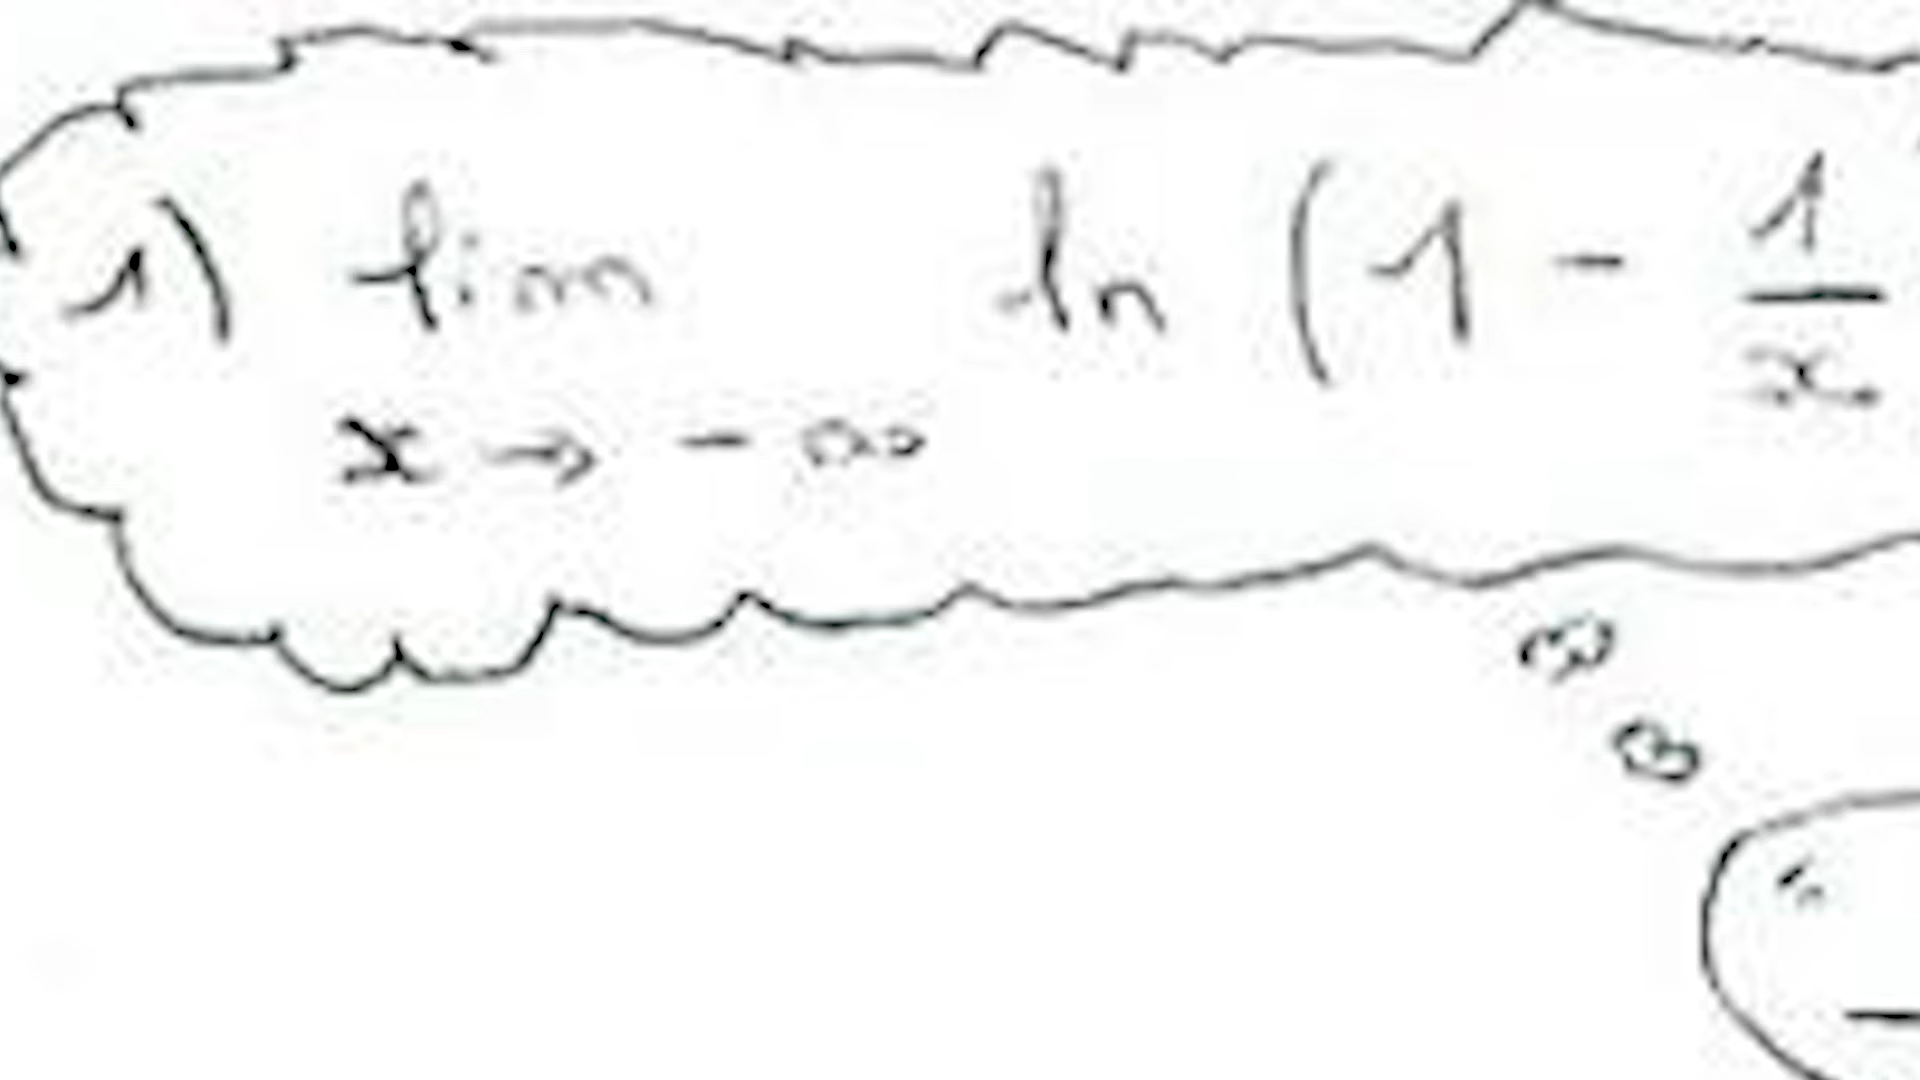 1) lim ln (1 - 1/x
x → - ∞